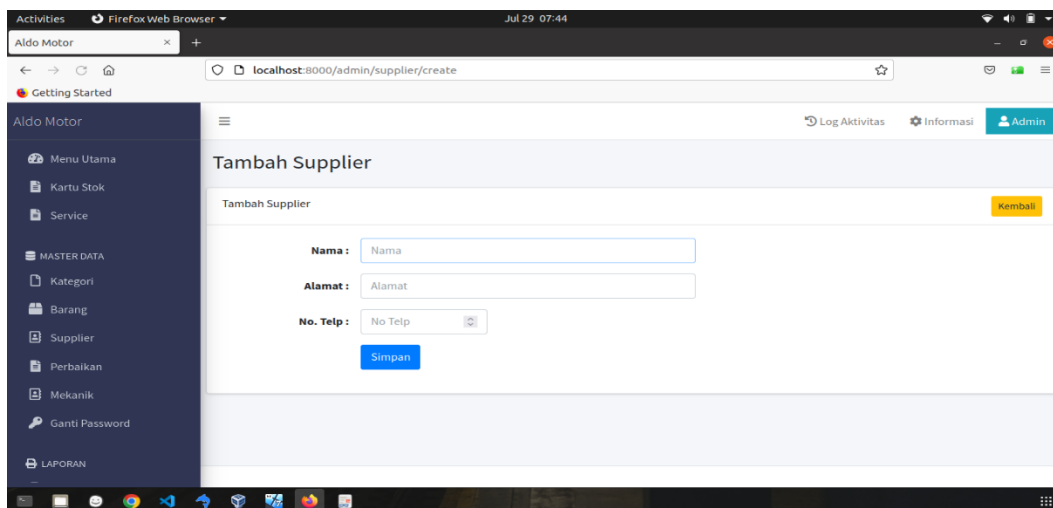 Activities Firefox Web Browser Jul 29 07:44
Aldo Motor
localhost:8000/admin/supplier/create
Getting Started
Aldo Motor
Log Aktivitas Informasi Admin
Menu Utama
Kartu Stok
Service
MASTER DATA
Kategori
Barang
Supplier
Perbaikan
Mekanik
Ganti Password
LAPORAN
Tambah Supplier
Tambah Supplier Kembali
Nama : Nama
Alamat : Alamat
No. Telp : No Telp
Simpan